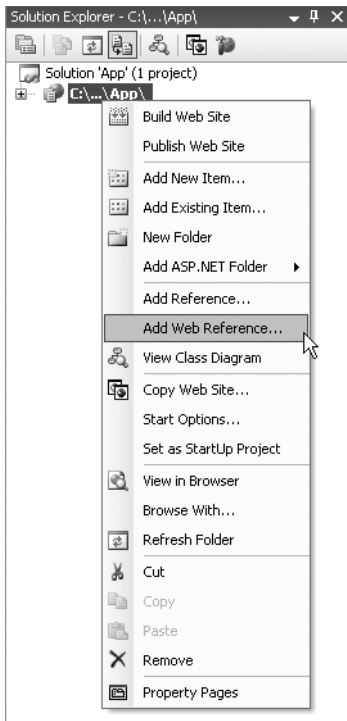 Solution Explorer - C:\...\App\
Solution 'App' (1 project)
C:\...\App\
Build Web Site
Publish Web Site
Add New Item...
Add Existing Item...
New Folder
Add ASP.NET Folder
Add Reference...
Add Web Reference...
View Class Diagram
Copy Web Site...
Start Options...
Set as StartUp Project
View in Browser
Browse With...
Refresh Folder
Cut
Copy
Paste
Remove
Property Pages